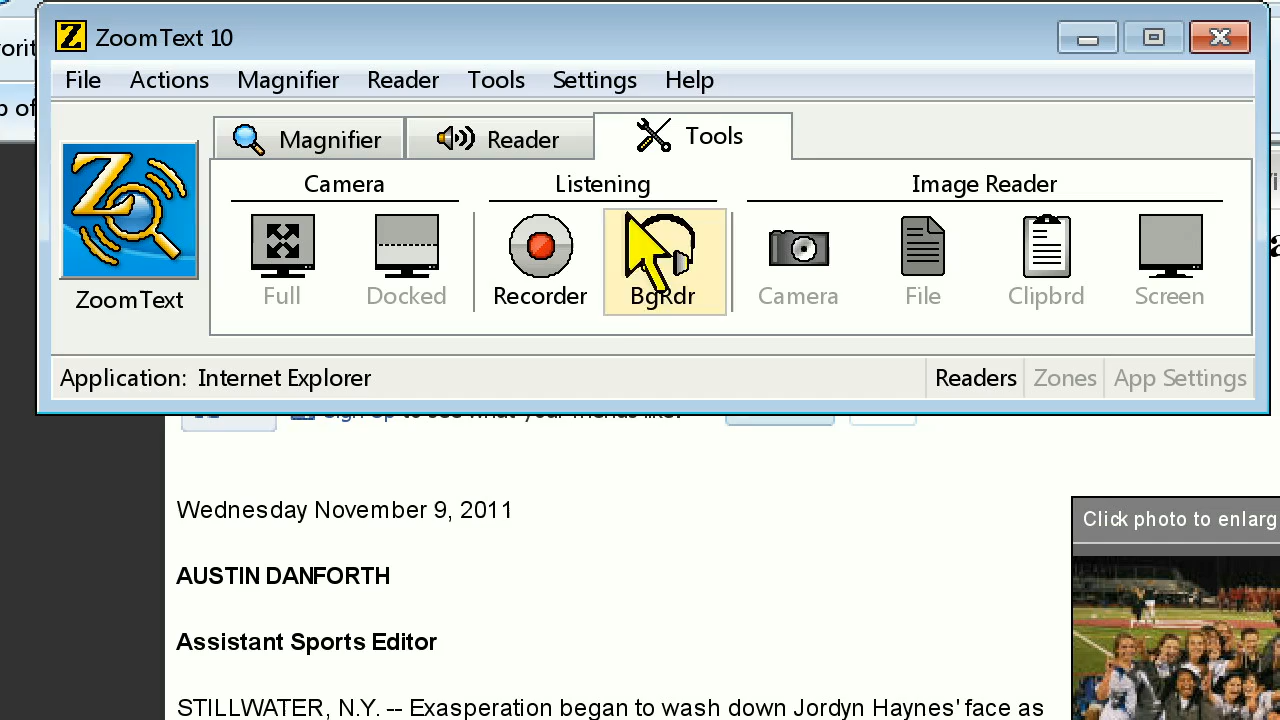 ZoomText 10
File Actions Magnifier Reader Tools Settings Help
Magnifier Reader Tools
Camera Listening Image Reader
Full Docked Recorder BgRdr Camera File Clipbrd Screen
ZoomText
Application: Internet Explorer Readers Zones App Settings
Wednesday November 9, 2011
Click photo to enlarg
AUSTIN DANFORTH
Assistant Sports Editor
STILLWATER, N.Y. -- Exasperation began to wash down Jordyn Haynes' face as